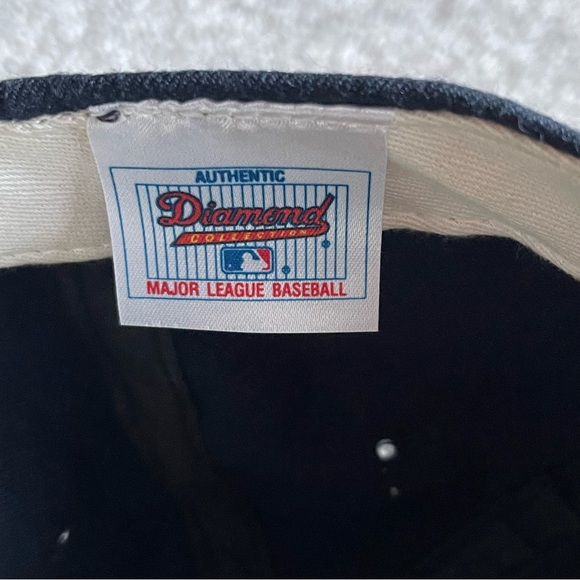 AUTHENTIC
Diamond
COLLECTION
MAJOR LEAGUE BASEBALL